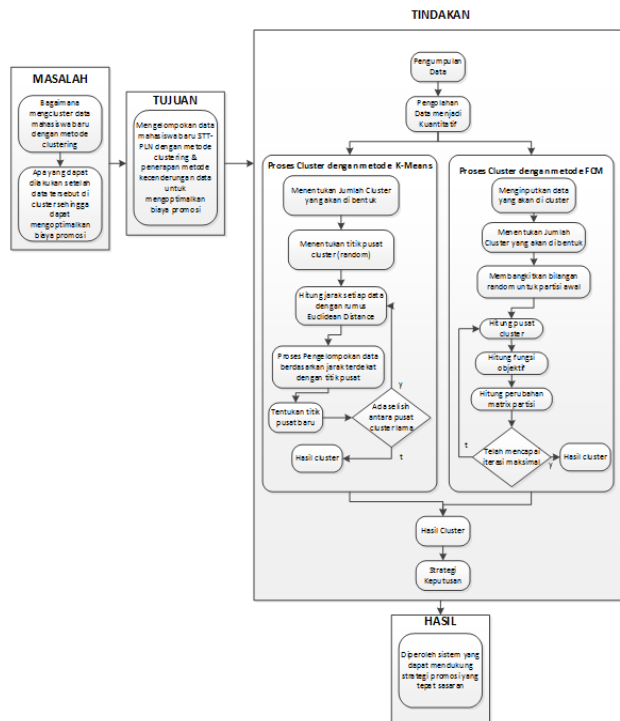 TINDAKAN
MASALAH
Bagaimana
mengcluster data
mahasiswa baru
dengan metode
clustering
Apa yang dapat
dilakukan setelah
data tersebut di
cluster sehingga
dapat
mengoptimalkan
biaya promosi
TUJUAN
Mengelompokan data
mahasiswa baru STT-
PLN dengan metode
clustering &
penerapan metode
kecenderungan data
untuk
mengoptimalkan
biaya promosi
Pengumpulan
Data
Pengolahan
Data menjadi
Kuantitatif
Proses Cluster dengan metode K-Means
Menentukan Jumlah Cluster
yang akan di bentuk
Menentukan titik pusat
cluster (random)
Hitung jarak setiap data
dengan rumus
Euclidean Distance
Proses Pengelompokan data
berdasarkan jarak terdekat
dengan titik pusat
Tentukan titik
pusat baru
Ada selisih
antara pusat
cluster lama
y
t
Hasil cluster
Proses Cluster dengan metode FCM
Menginputkan data
yang akan di cluster
Menentukan Jumlah
Cluster yang akan di bentuk
Membangkitkan bilangan
random untuk partisi awal
Hitung pusat
cluster
Hitung fungsi
objektif
Hitung perubahan
matrix partisi
Telah mencapai
iterasi maksimal
t
y
Hasil cluster
Hasil Cluster
Strategi
Keputusan
HASIL
Diperoleh sistem yang
dapat mendukung
strategi promosi yang
tepat sasaran